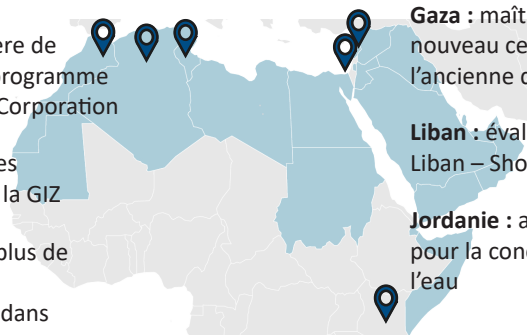 ère de
programme
Corporation
es
la GIZ
plus de
dans
Gaza : maît
nouveau ce
l’ancienne d
Liban : éval
Liban – Sho
Jordanie : a
pour la conc
l’eau